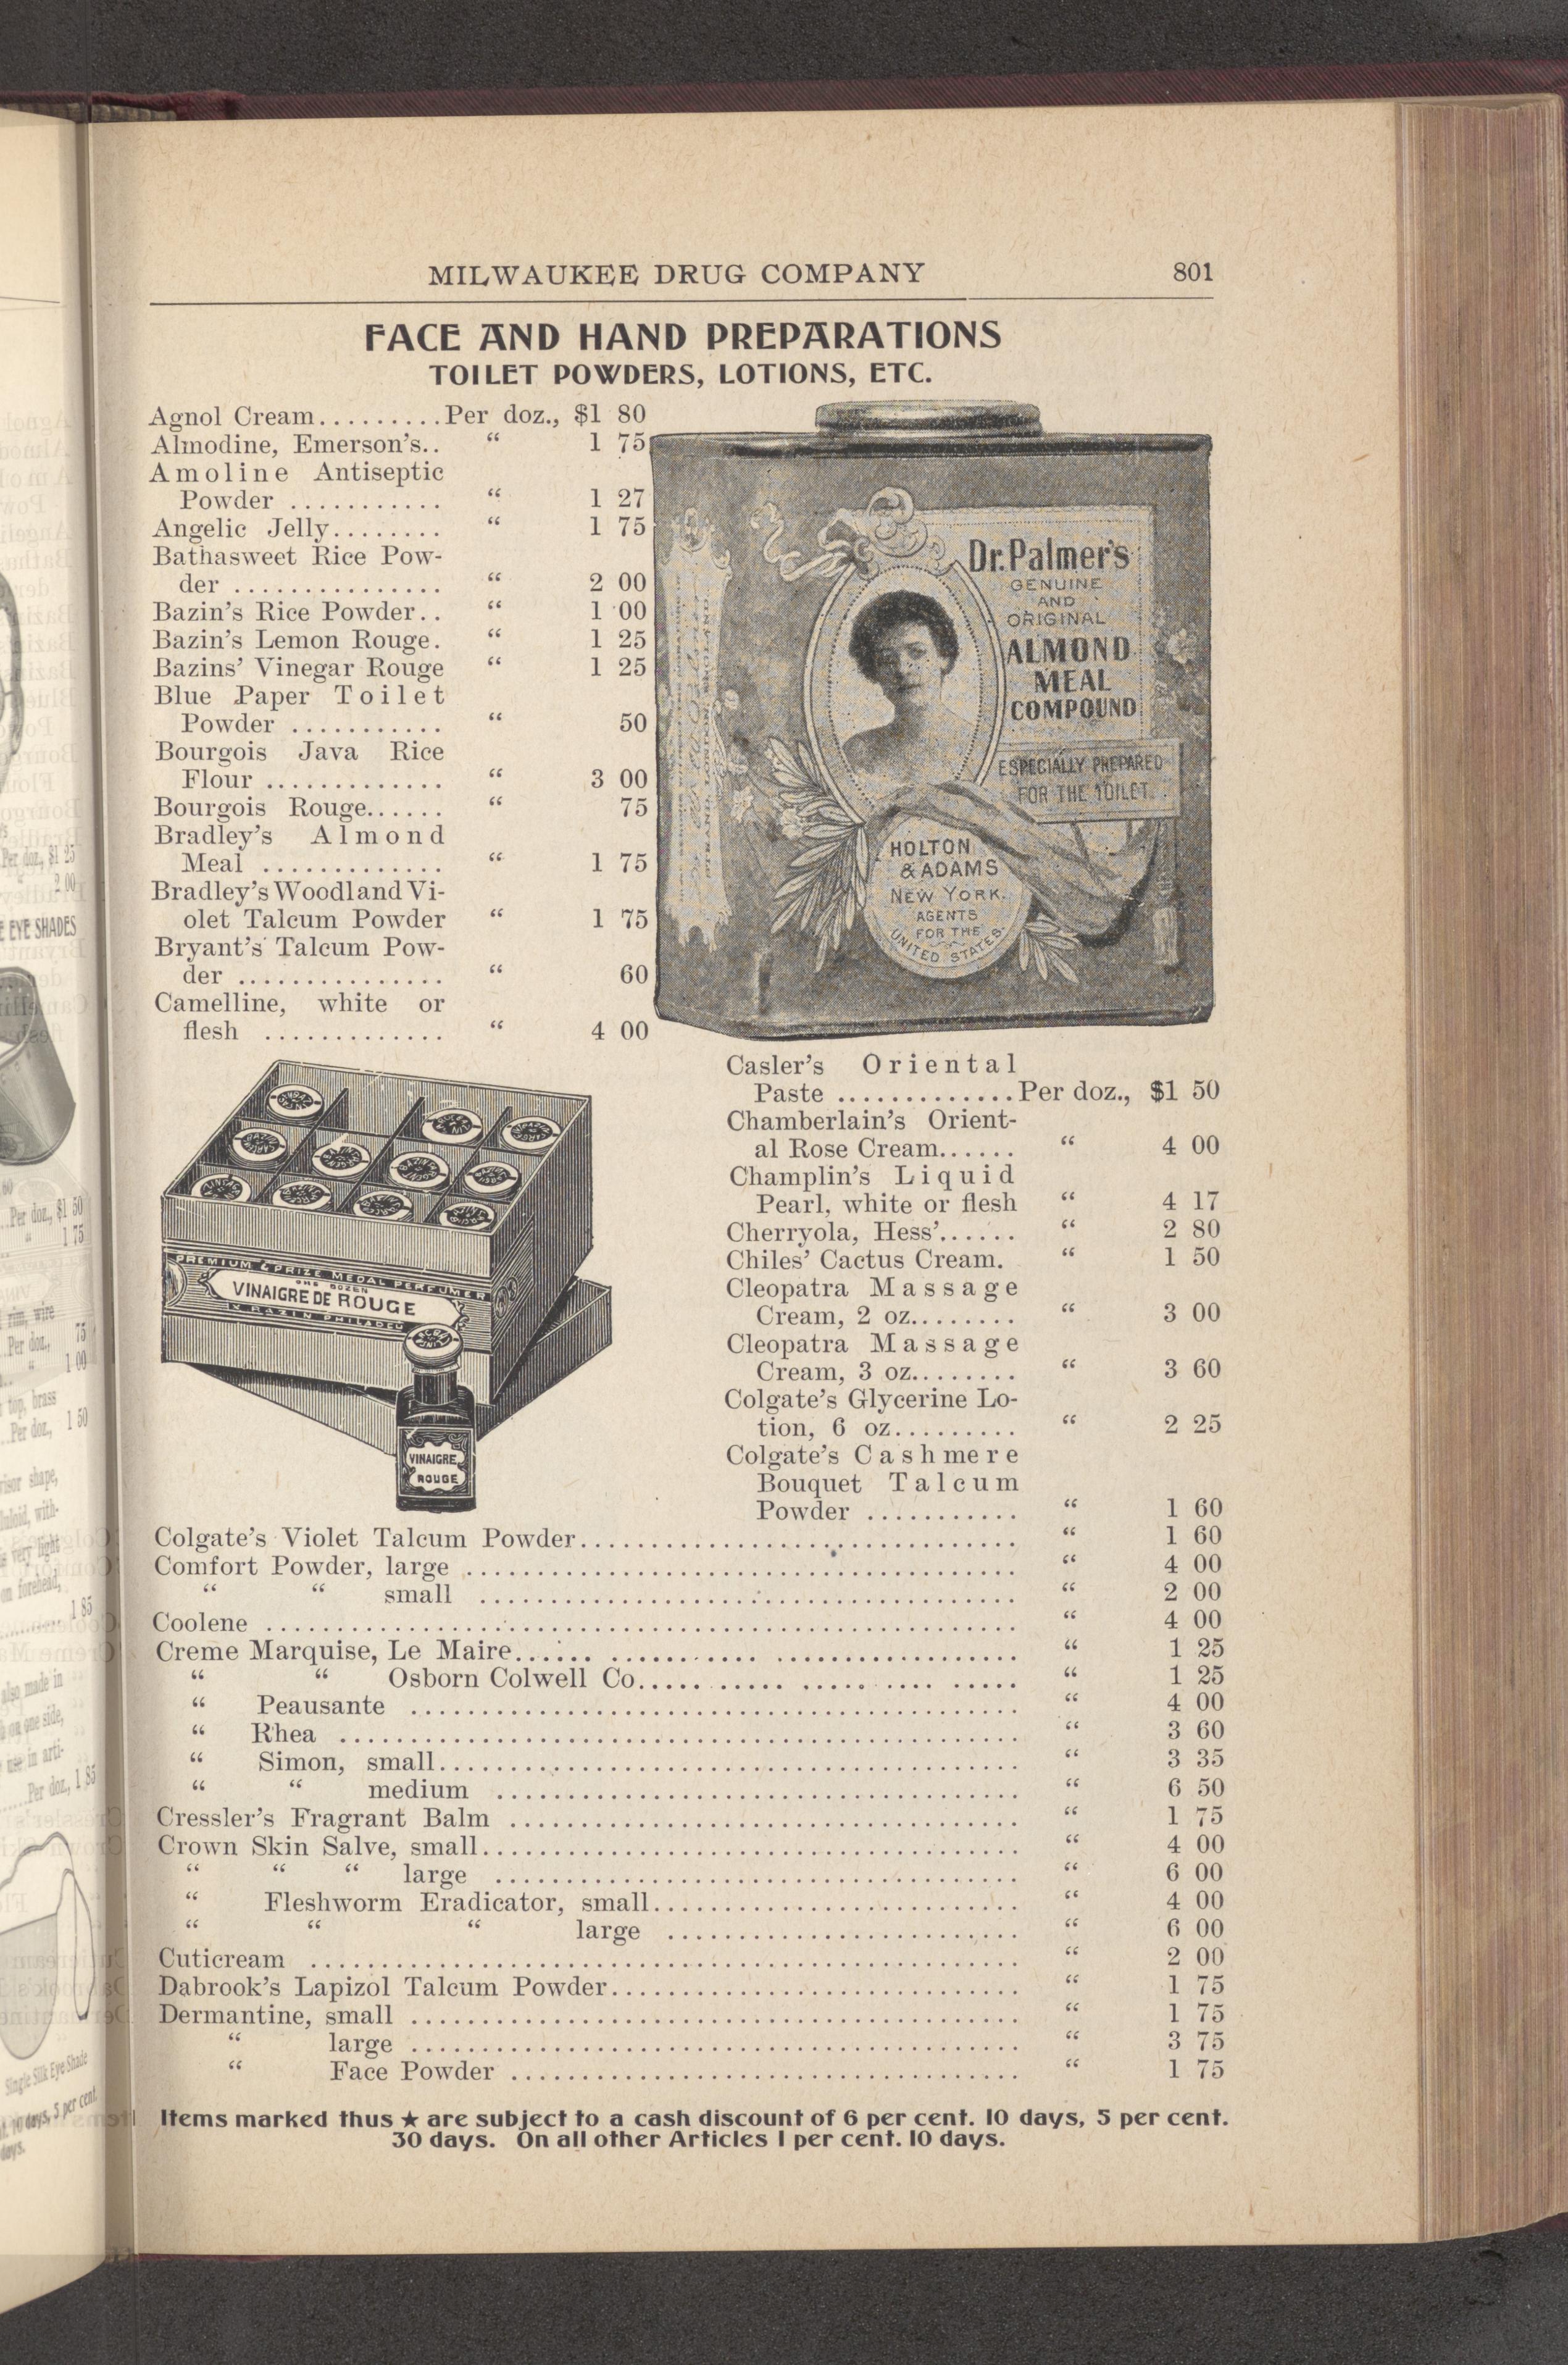 MILWAUKEE DRUG COMPANY 801
FACE AND HAND PREPARATIONS
TOILET POWDERS, LOTIONS, ETC.
Agnol Cream.........Per doz., $1 80
Almodine, Emerson's.. “ 1 75
Amoline Antiseptic
Powder ........... “ 1 27
Angelic Jelly........ “ 1 75
Bathasweet Rice Pow-
der ............... “ 2 00
Bazin's Rice Powder.. “ 1 00
Bazin's Lemon Rouge. “ 1 25
Bazins' Vinegar Rouge “ 1 25
Blue Paper Toilet
Powder ........... “ 50
Bourgois Java Rice
Flour ............. “ 3 00
Bourgois Rouge...... “ 75
Bradley's Almond
Meal ............. “ 1 75
Bradley's Woodland Vi-
olet Talcum Powder “ 1 75
Bryant's Talcum Pow-
der ............... “ 60
Camelline, white or
flesh ............. “ 4 00
Dr. Palmer's
GENUINE
AND
ORIGINAL
ALMOND
MEAL
COMPOUND
ESPECIALLY PREPARED
FOR THE TOILET.
HOLTON
& ADAMS
NEW YORK.
AGENTS
FOR THE
UNITED STATES.
PREMIUM & PRIZE MEDAL PERFUMER
ONE DOZEN
VINAIGRE DE ROUGE
X. BAZIN PHILADEL
VINAIGRE
ROUGE
Casler's Oriental
Paste .............Per doz., $1 50
Chamberlain's Orient-
al Rose Cream...... “ 4 00
Champlin's Liquid
Pearl, white or flesh “ 4 17
Cherryola, Hess'...... “ 2 80
Chiles' Cactus Cream. “ 1 50
Cleopatra Massage
Cream, 2 oz........ “ 3 00
Cleopatra Massage
Cream, 3 oz........ “ 3 60
Colgate's Glycerine Lo-
tion, 6 oz......... “ 2 25
Colgate's Cashmere
Bouquet Talcum
Powder ........... “ 1 60
Colgate's Violet Talcum Powder............................... “ 1 60
Comfort Powder, large ....................................... “ 4 00
“ “ small ...................................... “ 2 00
Coolene ..................................................... “ 4 00
Creme Marquise, Le Maire...... .......... ................. “ 1 25
“ “ Osborn Colwell Co..... ..... ..... .... ..... “ 1 25
“ Peausante ........................................... “ 4 00
“ Rhea ................................................ “ 3 60
“ Simon, small......................................... “ 3 35
“ “ medium ..................................... “ 6 50
Cressler's Fragrant Balm .................................... “ 1 75
Crown Skin Salve, small...................................... “ 4 00
“ “ “ large ..................................... “ 6 00
“ Fleshworm Eradicator, small.......................... “ 4 00
“ “ “ large ......................... “ 6 00
Cuticream ................................................... “ 2 00
Dabrook's Lapizol Talcum Powder............................. “ 1 75
Dermantine, small ........................................... “ 1 75
“ large ........................................... “ 3 75
“ Face Powder .................................... “ 1 75
Items marked thus ★ are subject to a cash discount of 6 per cent. 10 days, 5 per cent.
30 days. On all other Articles 1 per cent. 10 days.